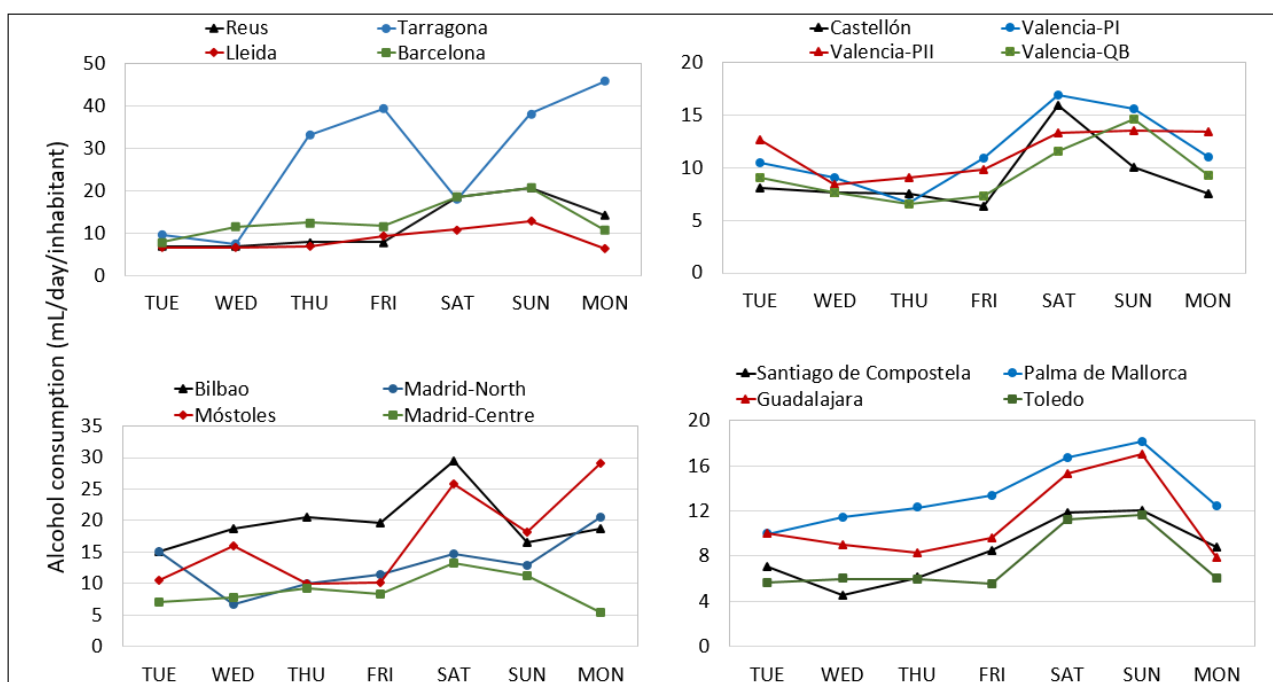 Alcohol consumption (mL/day/inhabitant)
Reus Tarragona
Lleida Barcelona
50
40
30
20
10
0
TUE WED THU FRI SAT SUN MON
Castellón Valencia-PI
Valencia-PII Valencia-QB
20
15
10
5
0
TUE WED THU FRI SAT SUN MON
Bilbao Madrid-North
Móstoles Madrid-Centre
35
30
25
20
15
10
5
0
TUE WED THU FRI SAT SUN MON
Santiago de Compostela Palma de Mallorca
Guadalajara Toledo
20
16
12
8
4
0
TUE WED THU FRI SAT SUN MON